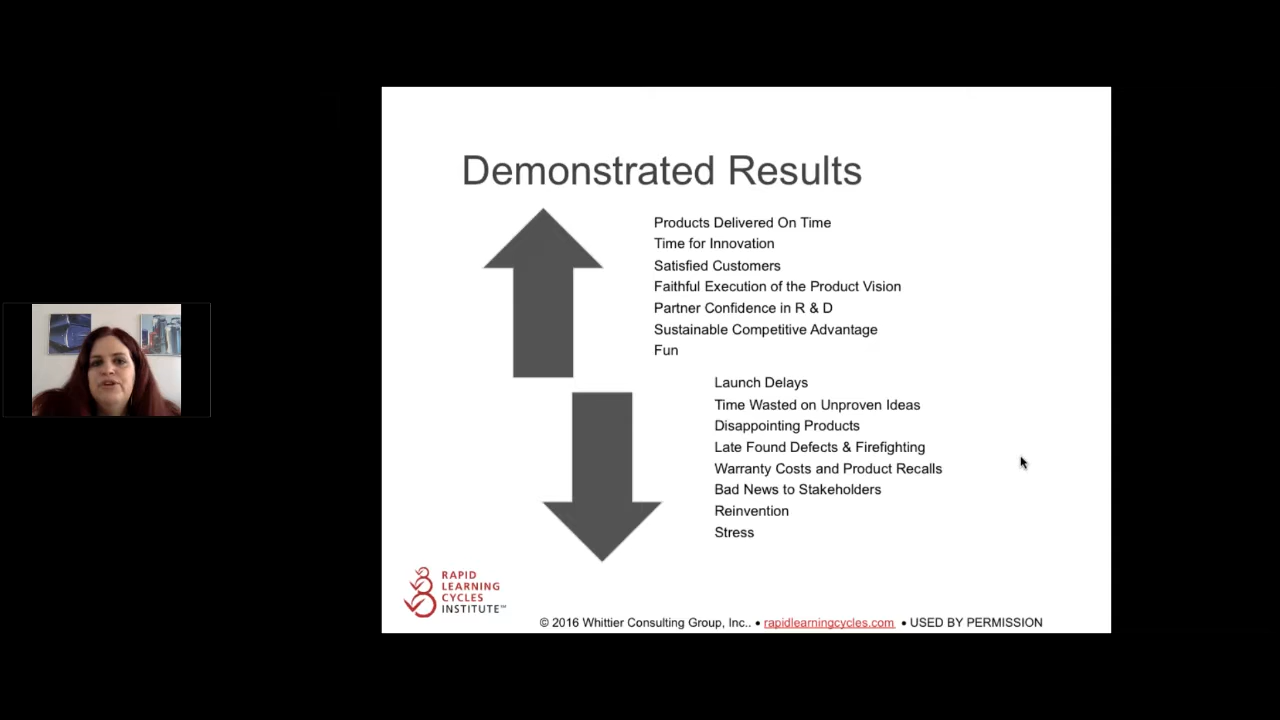 Demonstrated Results
Products Delivered On Time
Time for Innovation
Satisfied Customers
Faithful Execution of the Product Vision
Partner Confidence in R & D
Sustainable Competitive Advantage
Fun
Launch Delays
Time Wasted on Unproven Ideas
Disappointing Products
Late Found Defects & Firefighting
Warranty Costs and Product Recalls
Bad News to Stakeholders
Reinvention
Stress
RAPID
LEARNING
CYCLES
INSTITUTE™
© 2016 Whittier Consulting Group, Inc.. • rapidlearningcycles.com • USED BY PERMISSION